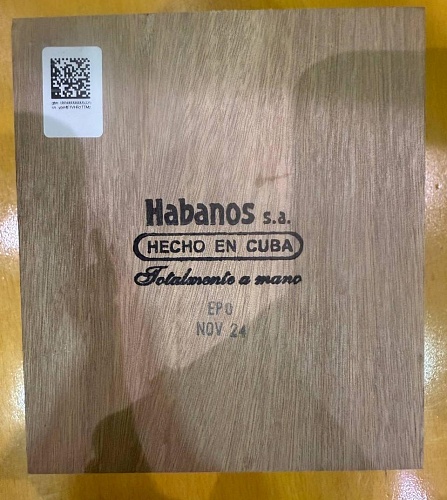 Habanos s.a.
HECHO EN CUBA
Totalmente a mano
EPO
NOV 24